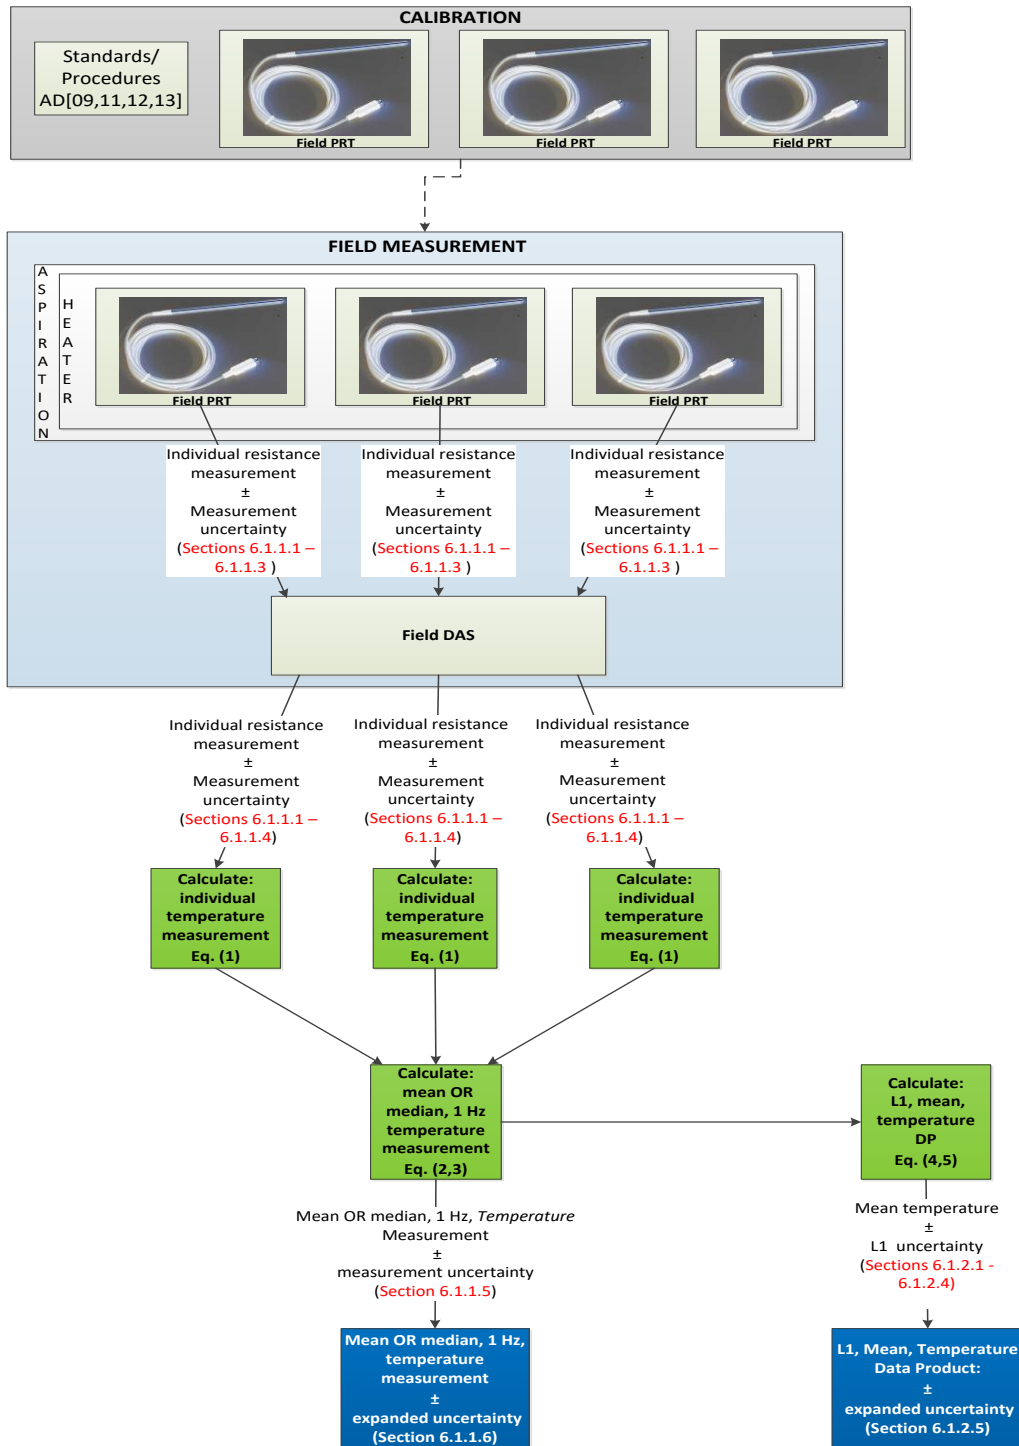 CALIBRATION
Standards/
Procedures
AD[09,11,12,13]
Field PRT
Field PRT
Field PRT
FIELD MEASUREMENT
ASPIRATION
HEATER
Field PRT
Field PRT
Field PRT
Individual resistance
measurement
±
Measurement
uncertainty
(Sections 6.1.1.1 –
6.1.1.3 )
Individual resistance
measurement
±
Measurement
uncertainty
(Sections 6.1.1.1 –
6.1.1.3 )
Individual resistance
measurement
±
Measurement
uncertainty
(Sections 6.1.1.1 –
6.1.1.3 )
Field DAS
Individual resistance
measurement
±
Measurement
uncertainty
(Sections 6.1.1.1 –
6.1.1.4)
Individual resistance
measurement
±
Measurement
uncertainty
(Sections 6.1.1.1 –
6.1.1.4)
Individual resistance
measurement
±
Measurement
uncertainty
(Sections 6.1.1.1 –
6.1.1.4)
Calculate:
individual
temperature
measurement
Eq. (1)
Calculate:
individual
temperature
measurement
Eq. (1)
Calculate:
individual
temperature
measurement
Eq. (1)
Calculate:
mean OR
median, 1 Hz
temperature
measurement
Eq. (2,3)
Calculate:
L1, mean,
temperature
DP
Eq. (4,5)
Mean OR median, 1 Hz, Temperature
Measurement
±
measurement uncertainty
(Section 6.1.1.5)
Mean temperature
±
L1 uncertainty
(Sections 6.1.2.1 -
6.1.2.4)
Mean OR median, 1 Hz,
temperature
measurement
±
expanded uncertainty
(Section 6.1.1.6)
L1, Mean, Temperature
Data Product:
±
expanded uncertainty
(Section 6.1.2.5)